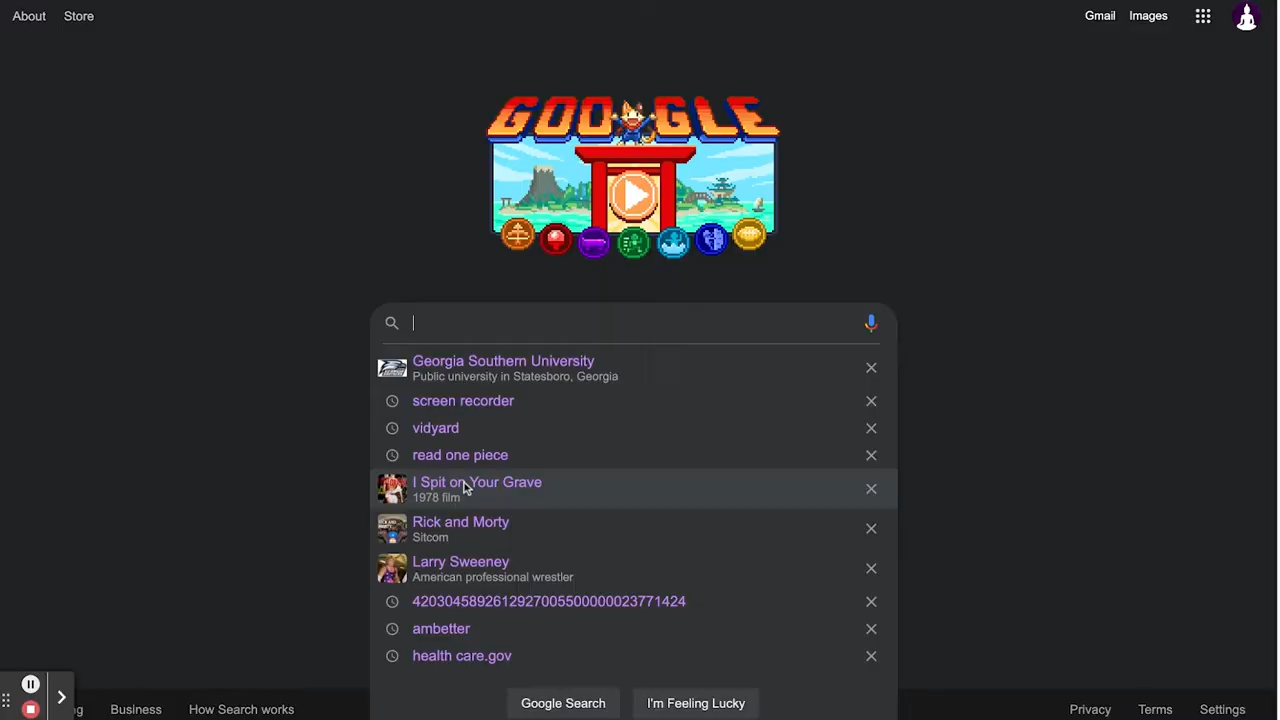 About
Store
Gmail
Images
GOOGLE
Georgia Southern University
Public university in Statesboro, Georgia
screen recorder
vidyard
read one piece
I Spit on Your Grave
1978 film
Rick and Morty
Sitcom
Larry Sweeney
American professional wrestler
420304589261292700550000002377​1424
ambetter
health care.gov
Google Search
I'm Feeling Lucky
Business
How Search works
Privacy
Terms
Settings